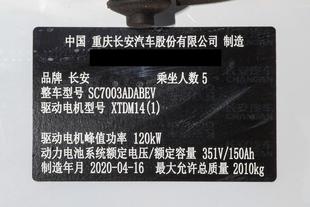 中国 重庆长安汽车股份有限公司 制造
品牌 长安 乘坐人数 5
整车型号 SC7003ADABEV
驱动电机型号 XTDM14(1)
驱动电机峰值功率 120kW
动力电池系统额定电压/额定容量 351V/150Ah
制造年月 2020-04-16 最大允许总质量 2010kg